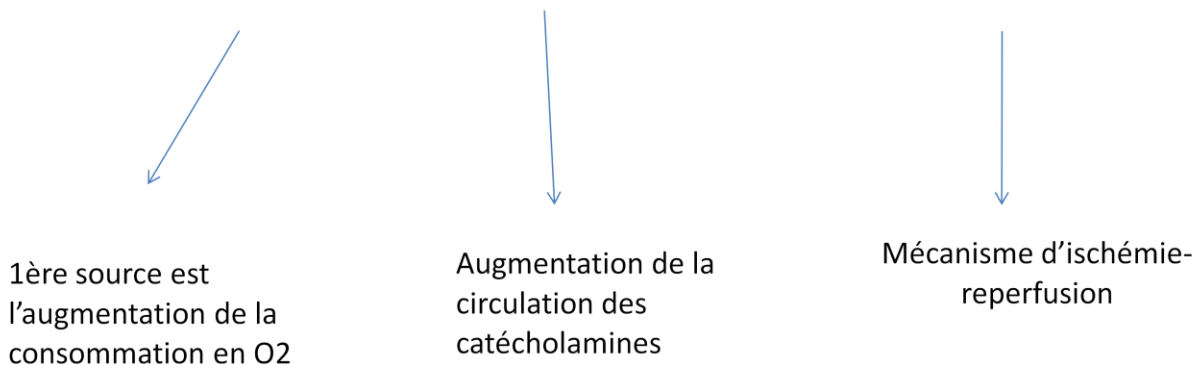 1ère source est
l'augmentation de la
consommation en O2
Augmentation de la
circulation des
catécholamines
Mécanisme d'ischémie-
reperfusion